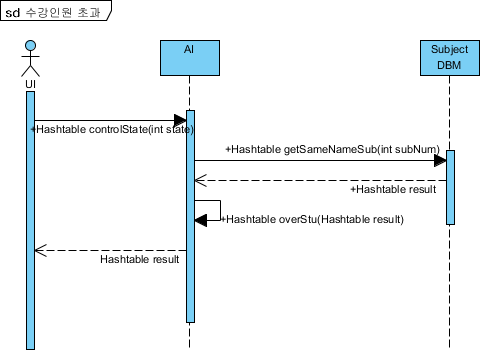 sd 수강인원 초과
AI
Subject
DBM
UI
+Hashtable controlState(int state)
+Hashtable getSameNameSub(int subNum)
+Hashtable result
+Hashtable overStu(Hashtable result)
Hashtable result